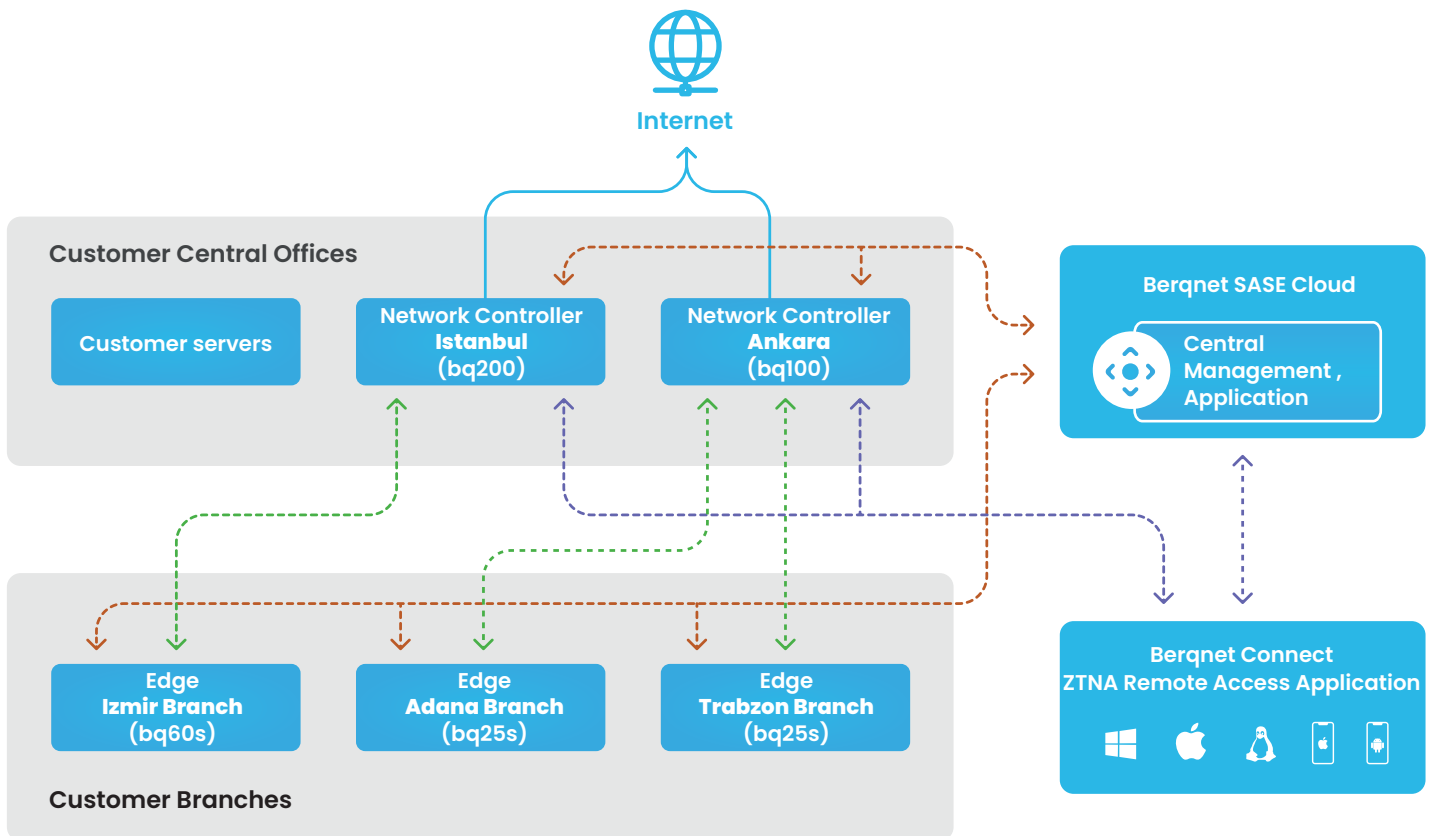 Internet
Customer Central Offices
Customer servers
Network Controller
Istanbul
(bq200)
Network Controller
Ankara
(bq100)
Berqnet SASE Cloud
Central
Management ,
Application
Edge
Izmir Branch
(bq60s)
Edge
Adana Branch
(bq25s)
Edge
Trabzon Branch
(bq25s)
Customer Branches
Berqnet Connect
ZTNA Remote Access Application